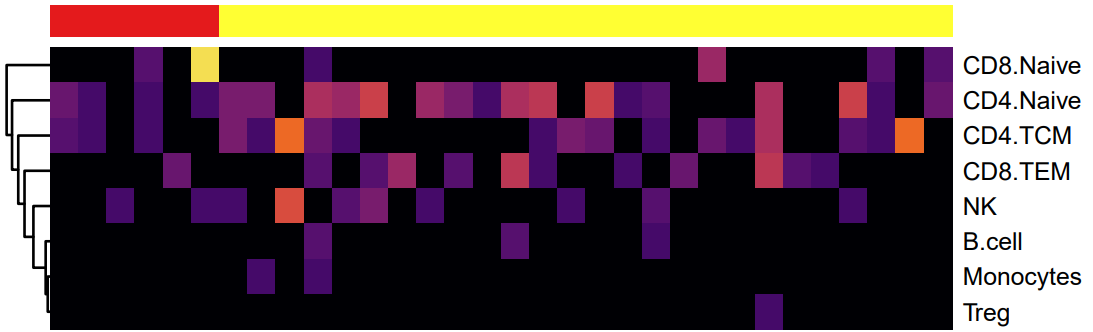 CD8.Naive
CD4.Naive
CD4.TCM
CD8.TEM
NK
B.cell
Monocytes
Treg